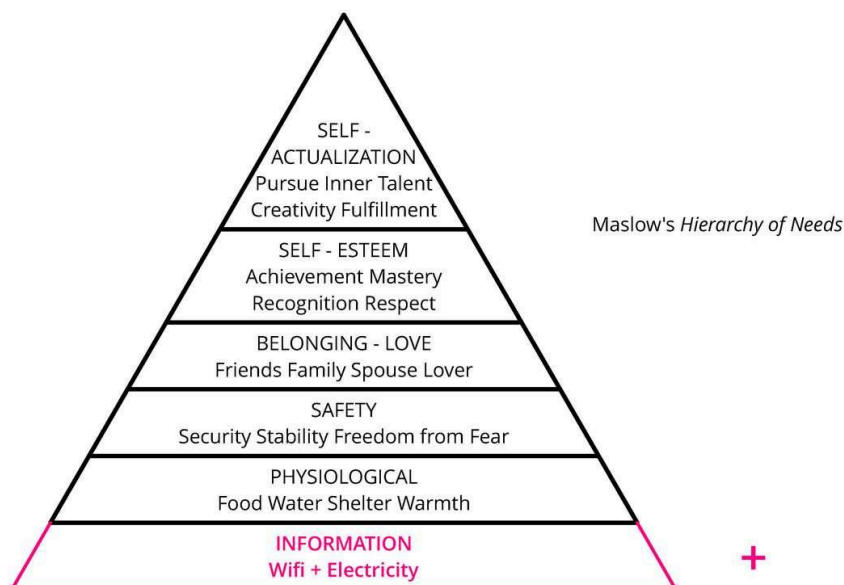 SELF -
ACTUALIZATION
Pursue Inner Talent
Creativity Fulfillment
Maslow's Hierarchy of Needs
SELF - ESTEEM
Achievement Mastery
Recognition Respect
BELONGING - LOVE
Friends Family Spouse Lover
SAFETY
Security Stability Freedom from Fear
PHYSIOLOGICAL
Food Water Shelter Warmth
INFORMATION
Wifi + Electricity
+